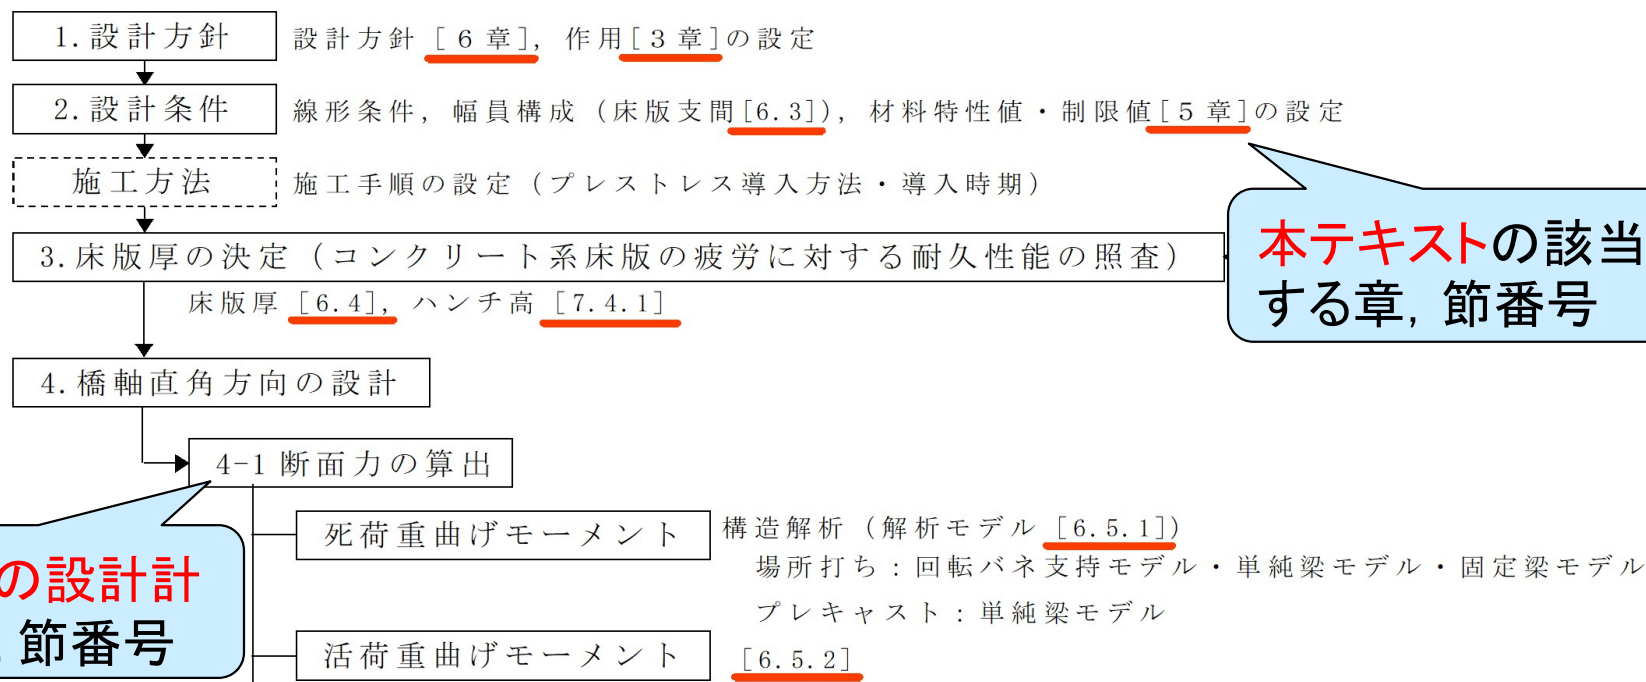 1.設計方針 設計方針 [6章], 作用[3章]の設定
2.設計条件 線形条件, 幅員構成 (床版支間[6.3]), 材料特性値・制限値[5章]の設定
施工方法 施工手順の設定 (プレストレス導入方法・導入時期)
3.床版厚の決定 (コンクリート系床版の疲労に対する耐久性能の照査)
床版厚 [6.4], ハンチ高 [7.4.1]
本テキストの該当
する章, 節番号
4.橋軸直角方向の設計
4-1 断面力の算出
死荷重曲げモーメント 構造解析 (解析モデル [6.5.1])
場所打ち:回転バネ支持モデル・単純梁モデル・固定梁モデル
プレキャスト:単純梁モデル
の設計計
節番号
活荷重曲げモーメント [6.5.2]